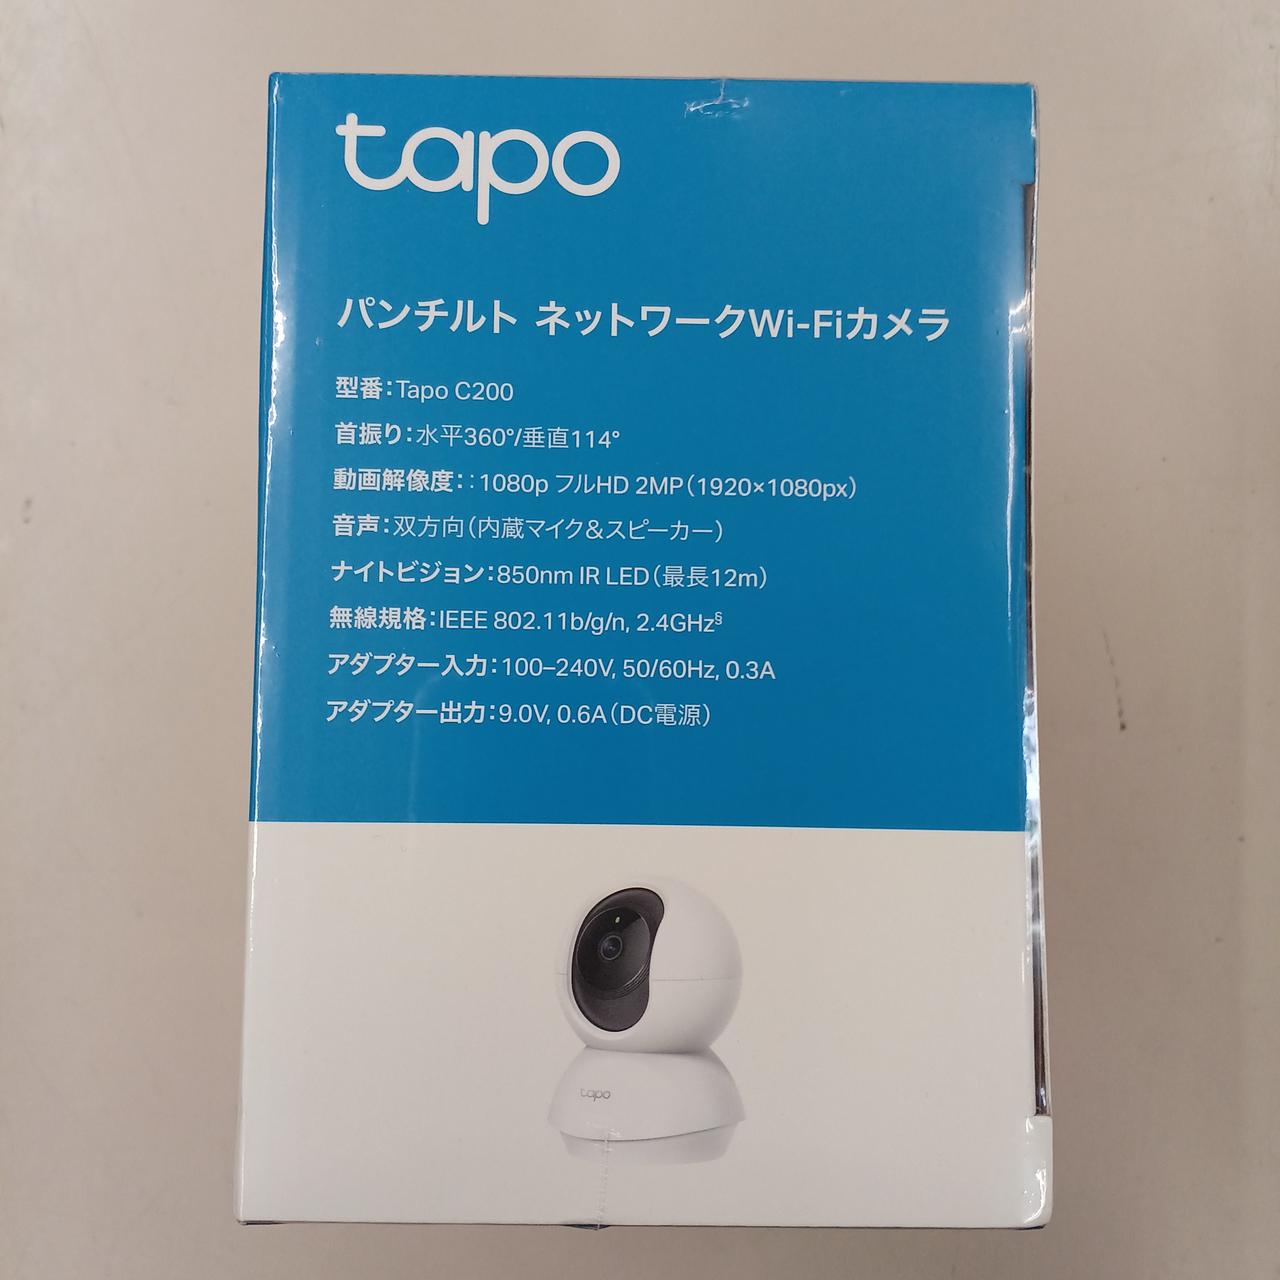 tapo
パンチルト ネットワークWi-Fiカメラ
型番：Tapo C200
首振り：水平360°/垂直114°
動画解像度：：1080p フルHD 2MP（1920×1080px）
音声：双方向（内蔵マイク＆スピーカー）
ナイトビジョン：850nm IR LED（最長12m）
無線規格：IEEE 802.11b/g/n, 2.4GHz§
アダプター入力：100–240V, 50/60Hz, 0.3A
アダプター出力：9.0V, 0.6A（DC電源）
tapo